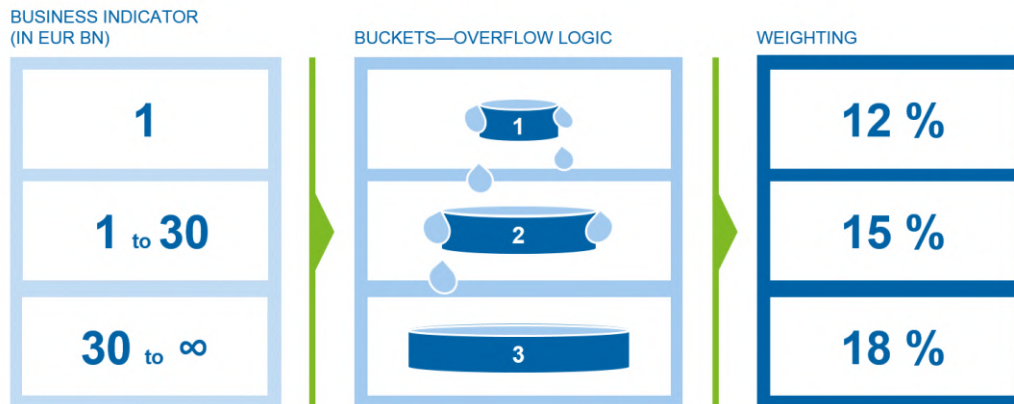 BUSINESS INDICATOR
(IN EUR BN)
BUCKETS—OVERFLOW LOGIC
WEIGHTING
1
1
12 %
1 to 30
2
15 %
30 to ∞
3
18 %